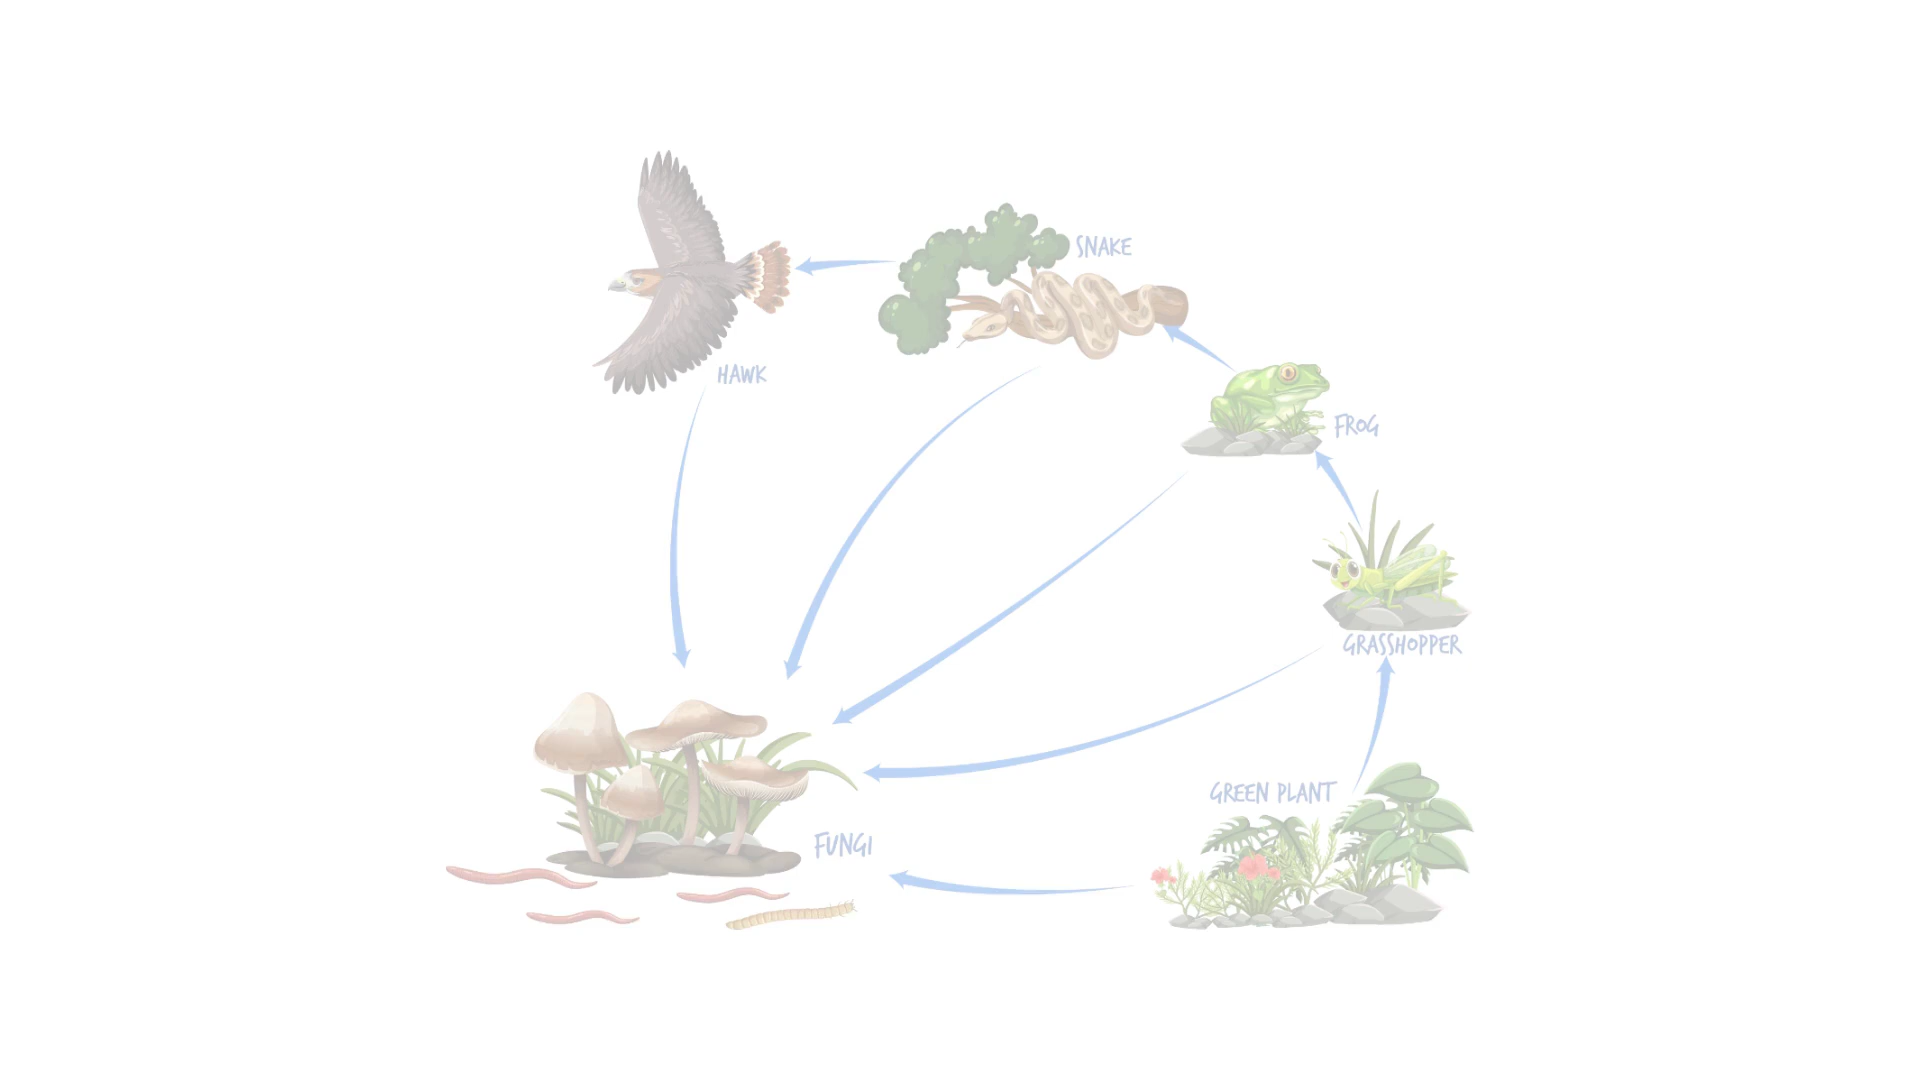 SNAKE
HAWK
FROG
GRASSHOPPER
GREEN PLANT
FUNGI